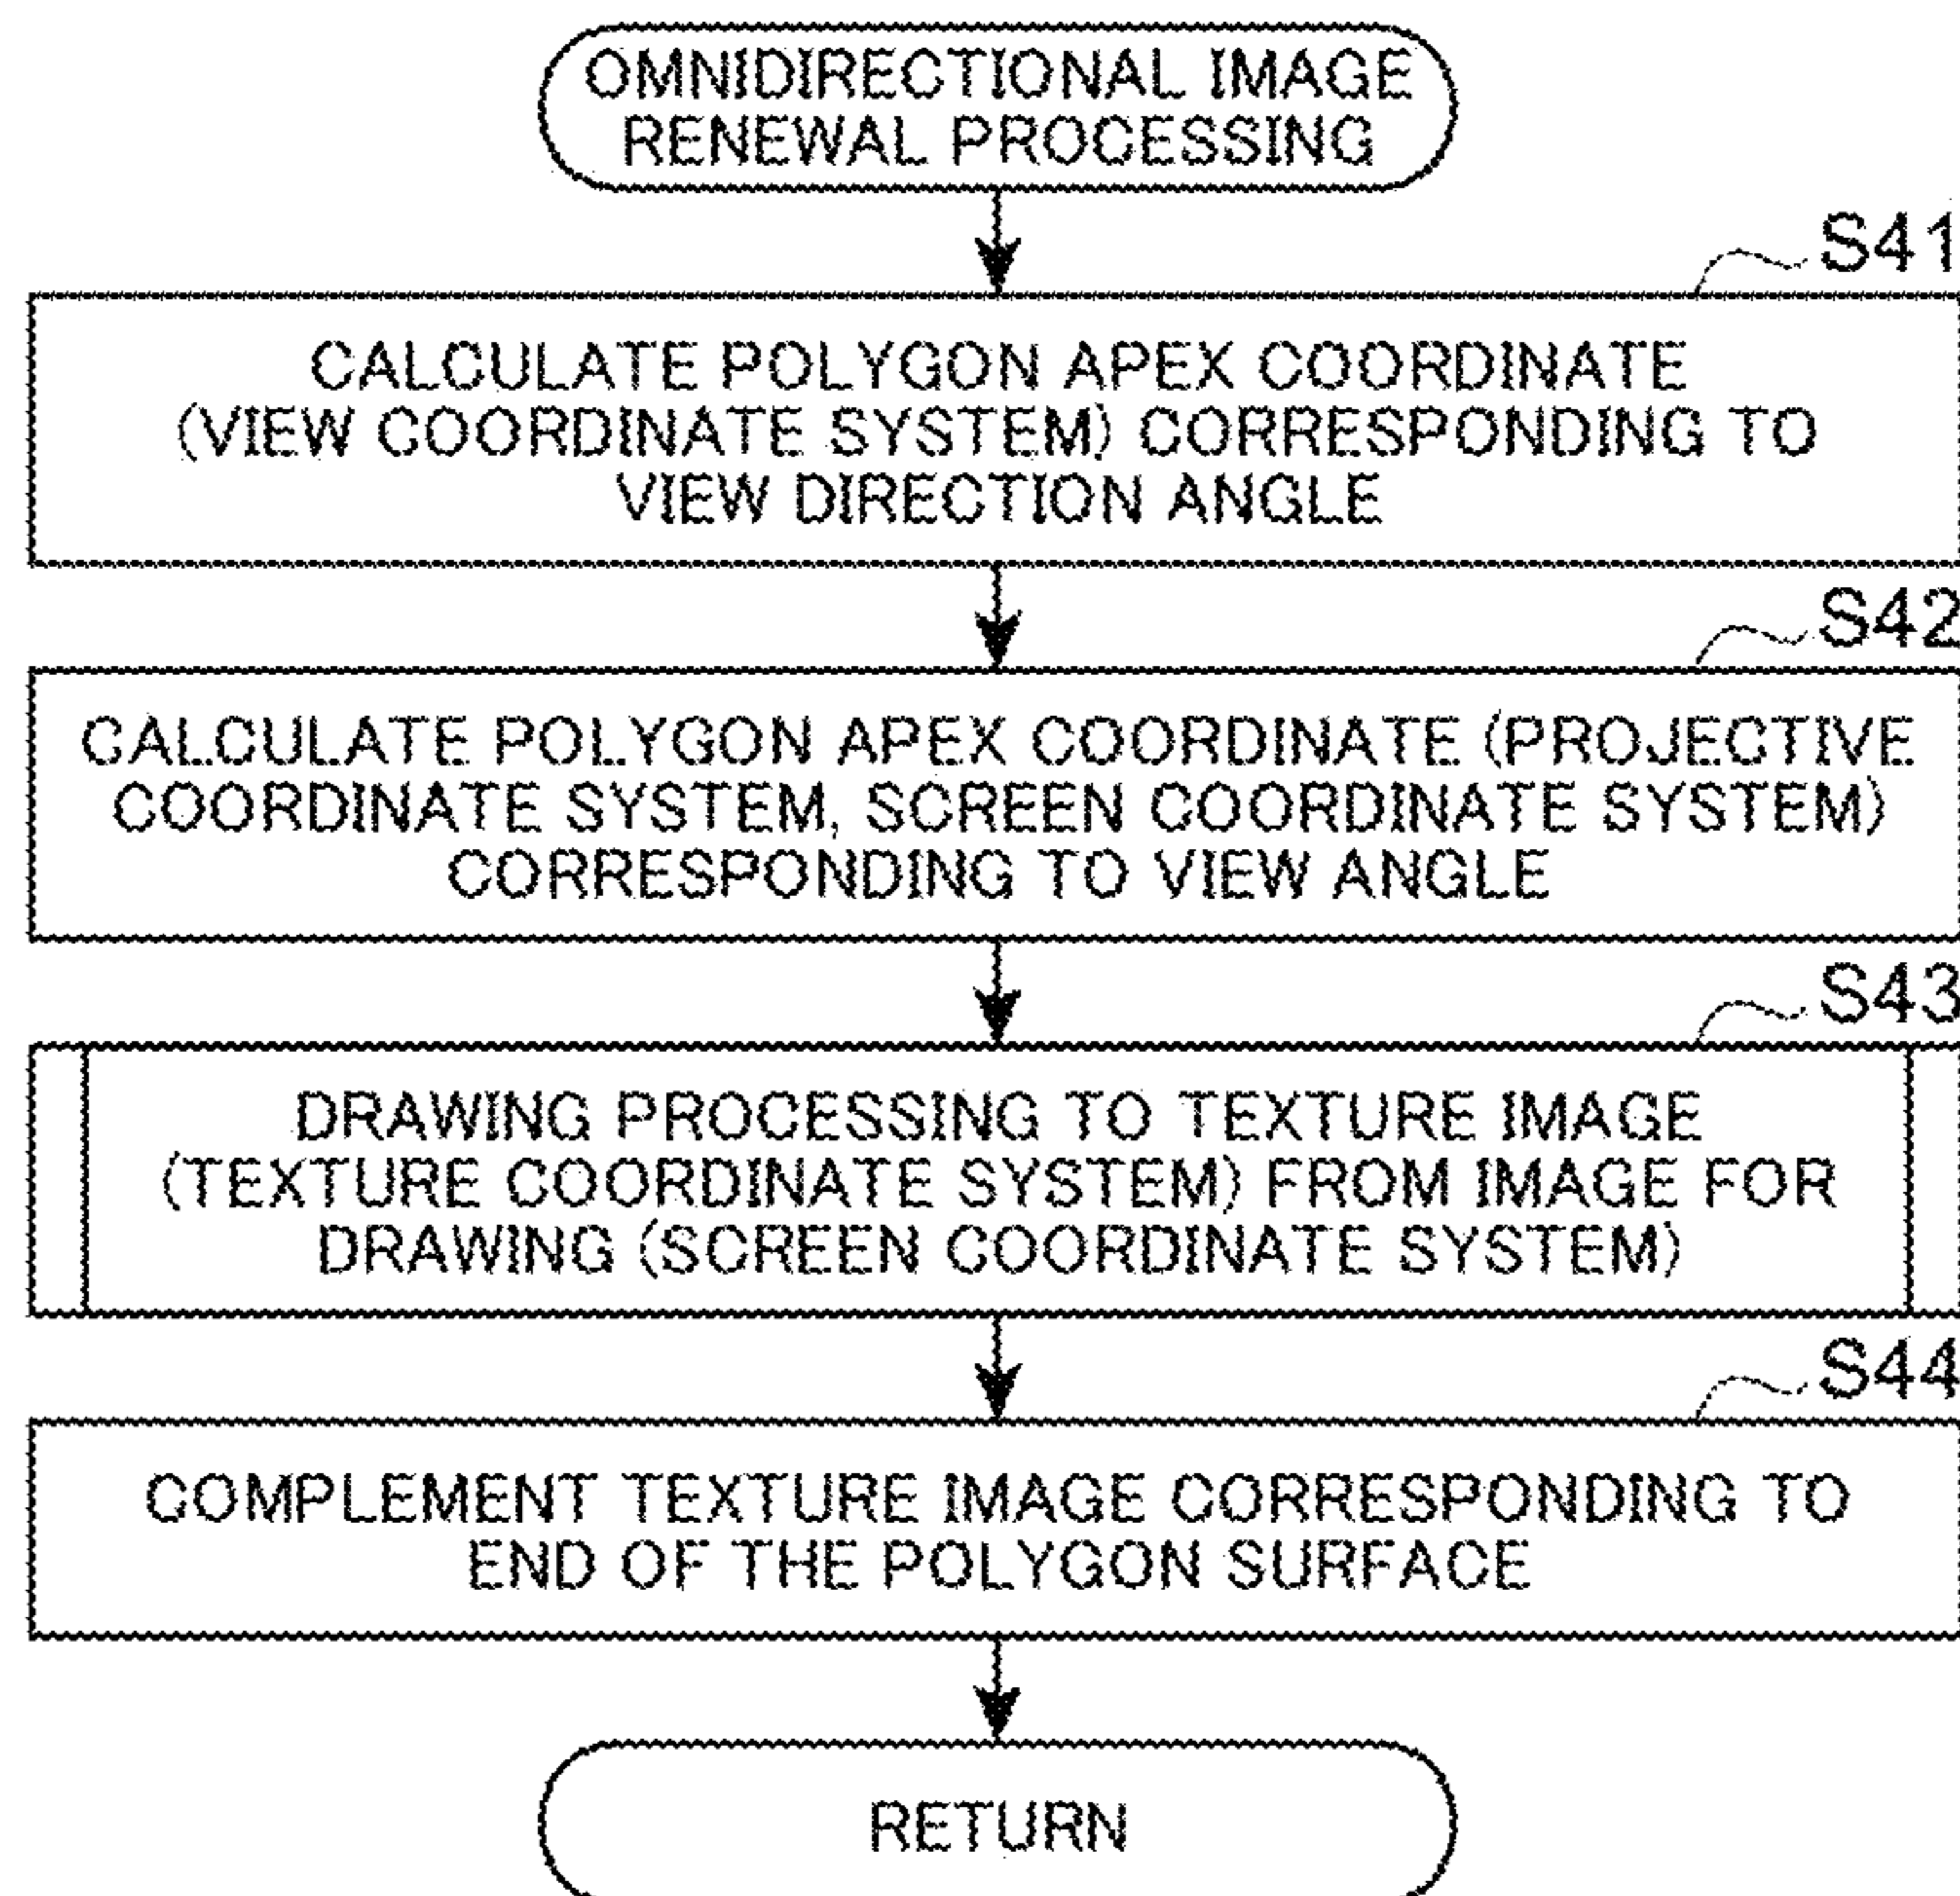 OMNIDIRECTIONAL IMAGE
RENEWAL PROCESSING
S41
CALCULATE POLYGON APEX COORDINATE
(VIEW COORDINATE SYSTEM) CORRESPONDING TO
VIEW DIRECTION ANGLE
S42
CALCULATE POLYGON APEX COORDINATE (PROJECTIVE
COORDINATE SYSTEM, SCREEN COORDINATE SYSTEM)
CORRESPONDING TO VIEW ANGLE
S43
DRAWING PROCESSING TO TEXTURE IMAGE
(TEXTURE COORDINATE SYSTEM) FROM IMAGE FOR
DRAWING (SCREEN COORDINATE SYSTEM)
S44
COMPLEMENT TEXTURE IMAGE CORRESPONDING TO
END OF THE POLYGON SURFACE
RETURN